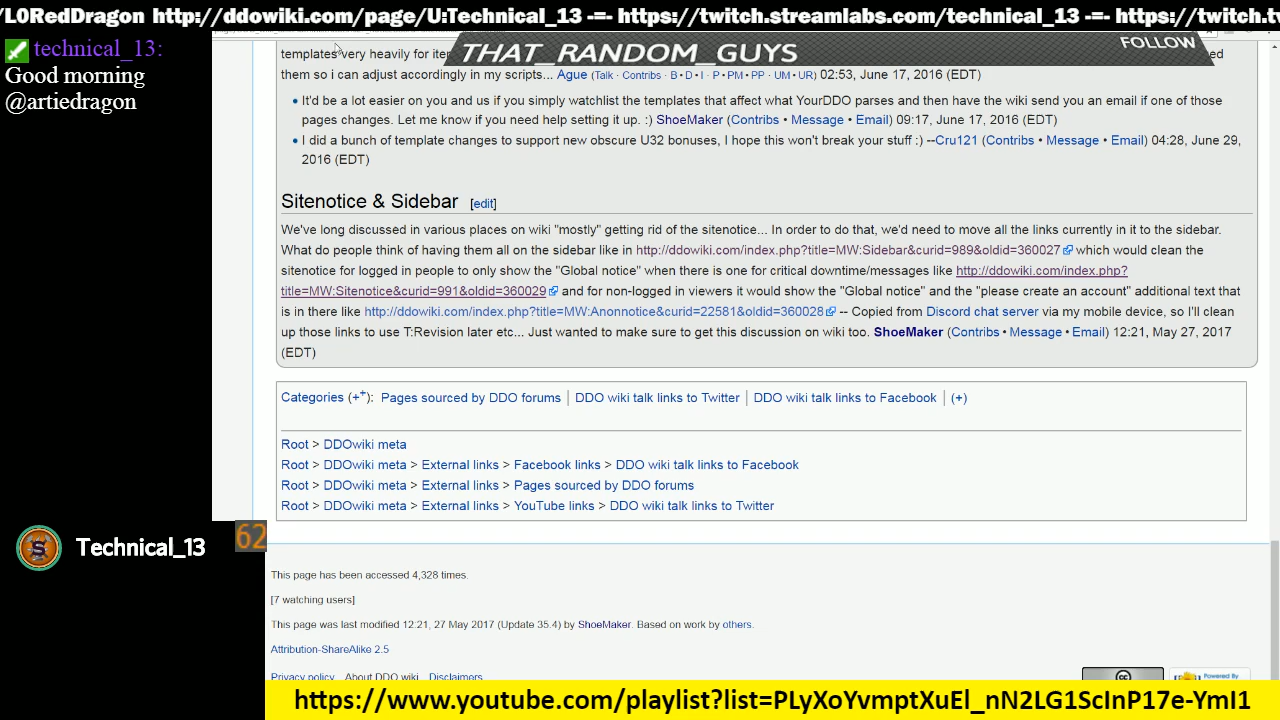 /L0RedDragon http://ddowiki.com/page/U:Technical_13 -=- https://twitch.streamlabs.com/technical_13 -=- https://twitch.t
technical_13:
Good morning
@artiedragon
THAT_RANDOM_GUYS
FOLLOW
templates very heavily for
them so i can adjust accordingly in my scripts... Ague (Talk · Contribs · B • D • I · P • PM • PP · UM • UR) 02:53, June 17, 2016 (EDT)
• It'd be a lot easier on you and us if you simply watchlist the templates that affect what YourDDO parses and then have the wiki send you an email if one of those
pages changes. Let me know if you need help setting it up. :) ShoeMaker (Contribs • Message • Email) 09:17, June 17, 2016 (EDT)
• I did a bunch of template changes to support new obscure U32 bonuses, I hope this won't break your stuff :) --Cru121 (Contribs • Message • Email) 04:28, June 29,
2016 (EDT)
Sitenotice & Sidebar [edit]
We've long discussed in various places on wiki "mostly" getting rid of the sitenotice... In order to do that, we'd need to move all the links currently in it to the sidebar.
What do people think of having them all on the sidebar like in http://ddowiki.com/index.php?title=MW:Sidebar&curid=989&oldid=360027 which would clean the
sitenotice for logged in people to only show the "Global notice" when there is one for critical downtime/messages like http://ddowiki.com/index.php?
title=MW:Sitenotice&curid=991&oldid=360029 and for non-logged in viewers it would show the "Global notice" and the "please create an account" additional text that
is in there like http://ddowiki.com/index.php?title=MW:Anonnotice&curid=22581&oldid=360028 -- Copied from Discord chat server via my mobile device, so I'll clean
up those links to use T:Revision later etc... Just wanted to make sure to get this discussion on wiki too. ShoeMaker (Contribs • Message • Email) 12:21, May 27, 2017
(EDT)
Categories (+⁺): Pages sourced by DDO forums | DDO wiki talk links to Twitter | DDO wiki talk links to Facebook | (+)
Root > DDOwiki meta
Root > DDOwiki meta > External links > Facebook links > DDO wiki talk links to Facebook
Root > DDOwiki meta > External links > Pages sourced by DDO forums
Root > DDOwiki meta > External links > YouTube links > DDO wiki talk links to Twitter
S
Technical_13
62
This page has been accessed 4,328 times.
[7 watching users]
This page was last modified 12:21, 27 May 2017 (Update 35.4) by ShoeMaker. Based on work by others.
Attribution-ShareAlike 2.5
Privacy policy About DDO wiki Disclaimers
cc
Powered By
https://www.youtube.com/playlist?list=PLyXoYvmptXuEl_nN2LG1ScInP17e-YmI1